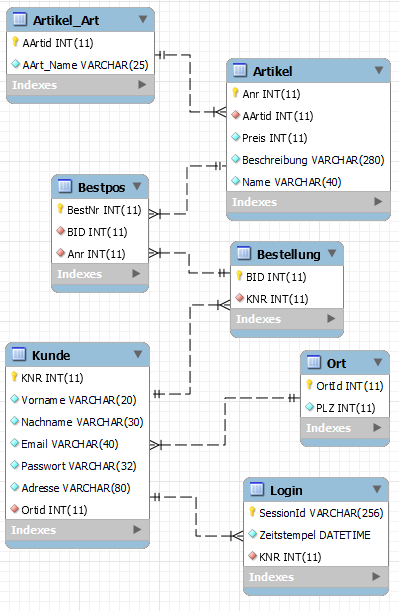 Artikel_Art
AArtid INT(11)
AArt_Name VARCHAR(25)
Indexes
Artikel
Anr INT(11)
AArtid INT(11)
Preis INT(11)
Beschreibung VARCHAR(280)
Name VARCHAR(40)
Indexes
Bestpos
BestNr INT(11)
BID INT(11)
Anr INT(11)
Indexes
Bestellung
BID INT(11)
KNR INT(11)
Indexes
Kunde
KNR INT(11)
Vorname VARCHAR(20)
Nachname VARCHAR(30)
Email VARCHAR(40)
Passwort VARCHAR(32)
Adresse VARCHAR(80)
Ortid INT(11)
Indexes
Ort
OrtId INT(11)
PLZ INT(11)
Indexes
Login
SessionId VARCHAR(256)
Zeitstempel DATETIME
KNR INT(11)
Indexes